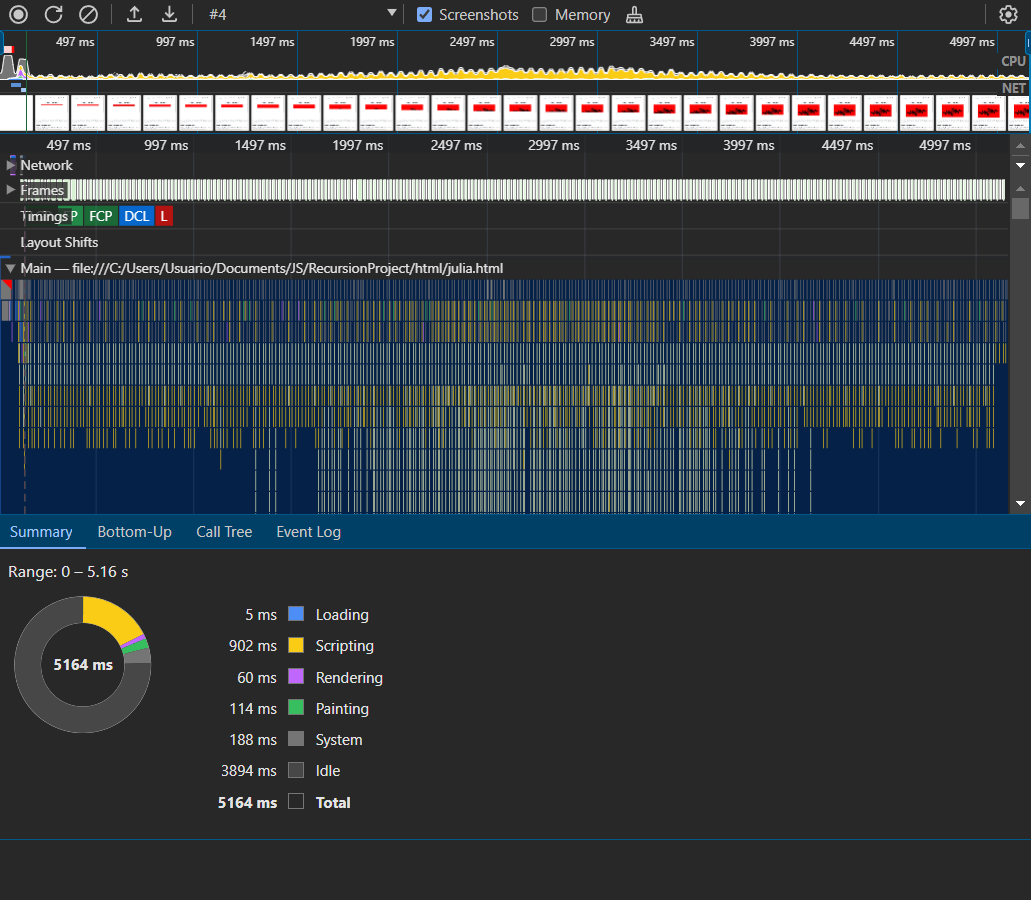 #4 Screenshots Memory
497 ms 997 ms 1497 ms 1997 ms 2497 ms 2997 ms 3497 ms 3997 ms 4497 ms 4997 ms
CPU
NET
497 ms 997 ms 1497 ms 1997 ms 2497 ms 2997 ms 3497 ms 3997 ms 4497 ms 4997 ms
Network
Frames
Timings P FCP DCL L
Layout Shifts
Main — file:///C:/Users/Usuario/Documents/JS/RecursionProject/html/julia.html
Summary Bottom-Up Call Tree Event Log
Range: 0 – 5.16 s
5164 ms
5 ms Loading
902 ms Scripting
60 ms Rendering
114 ms Painting
188 ms System
3894 ms Idle
5164 ms Total